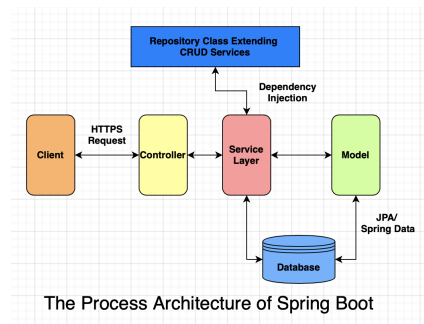 Repository Class Extending
CRUD Services
Dependency
Injection
HTTPS
Request
Client
Controller
Service
Layer
Model
JPA/
Spring Data
Database
The Process Architecture of Spring Boot